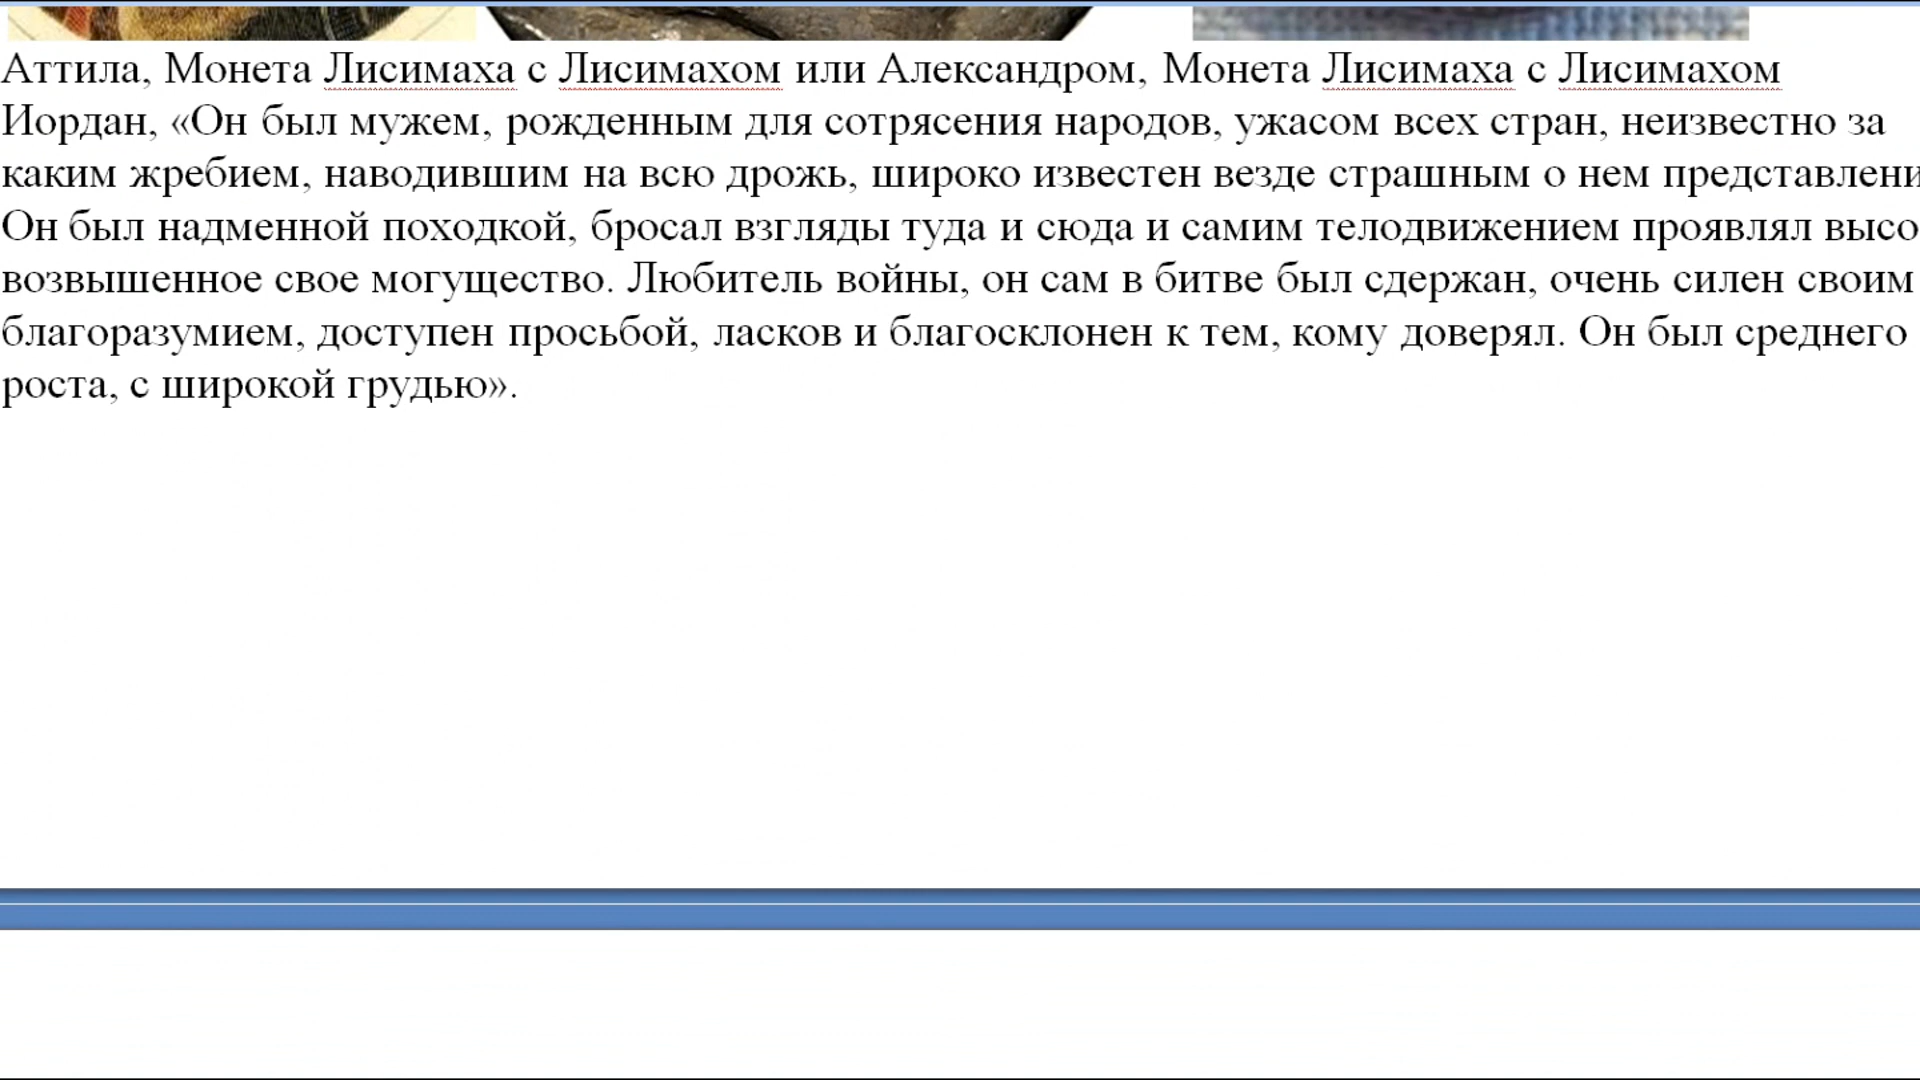 Аттила, Монета Лисимаха с Лисимахом или Александром, Монета Лисимаха с Лисимахом
Иордан, «Он был мужем, рожденным для сотрясения народов, ужасом всех стран, неизвестно за
каким жребием, наводившим на всю дрожь, широко известен везде страшным о нем представлени
Он был надменной походкой, бросал взгляды туда и сюда и самим телодвижением проявлял высо
возвышенное свое могущество. Любитель войны, он сам в битве был сдержан, очень силен своим
благоразумием, доступен просьбой, ласков и благосклонен к тем, кому доверял. Он был среднего
роста, с широкой грудью».